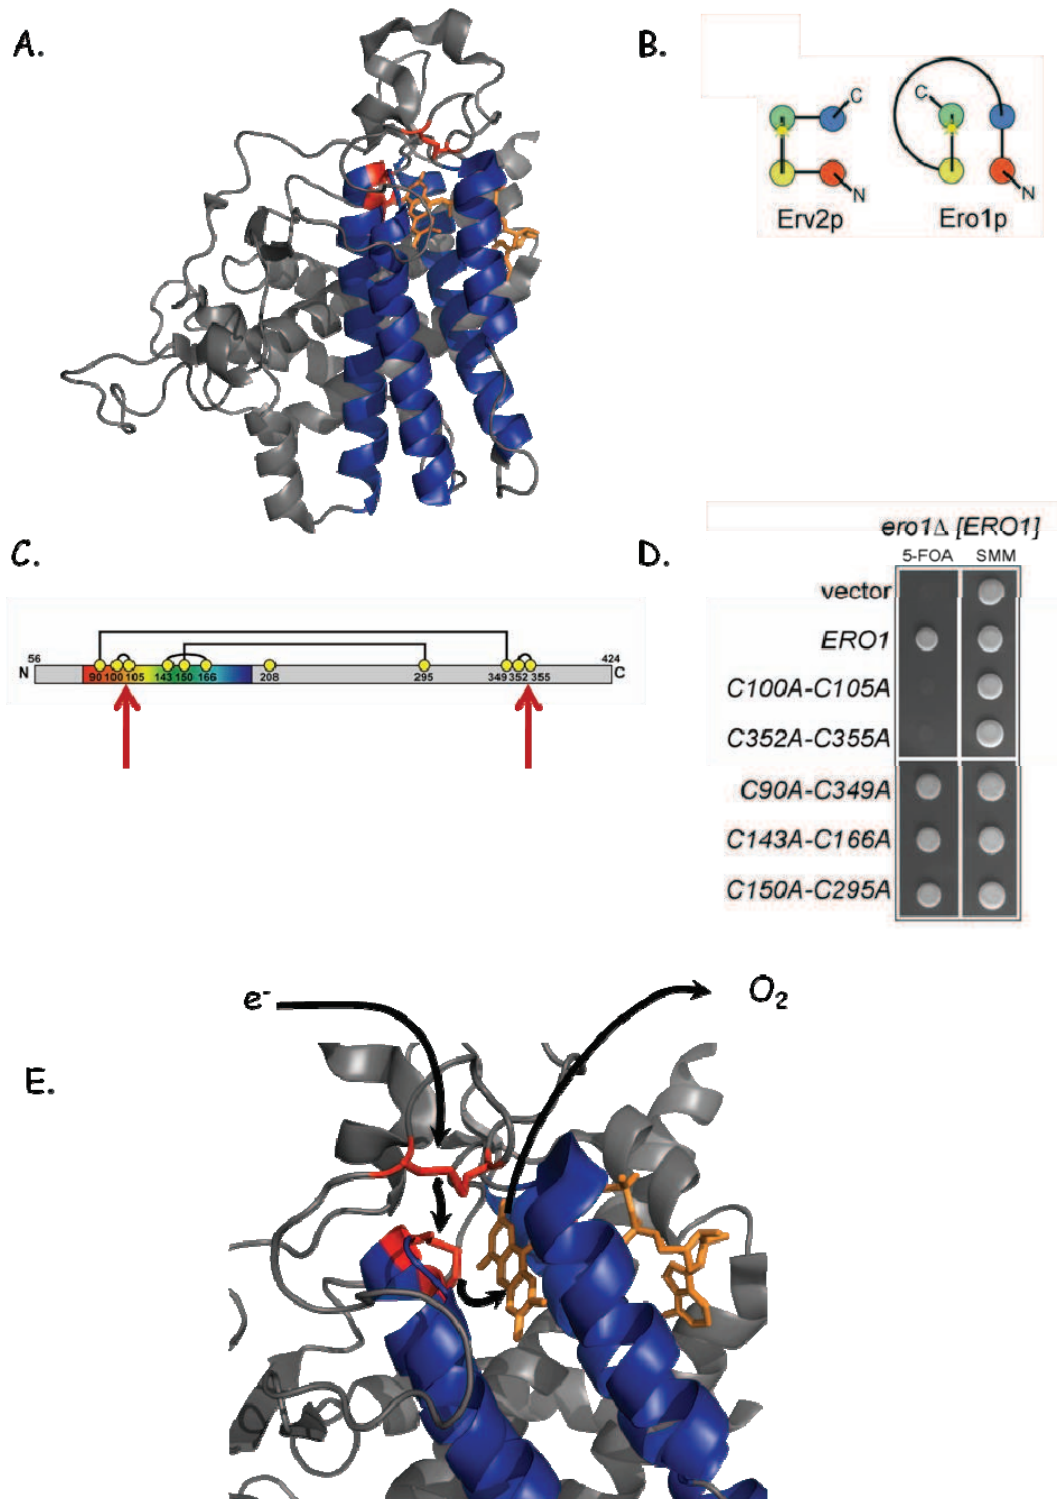 A.
B.
C
C
N
N
Erv2p
Ero1p
C.
56
424
N
C
90 100 105 143 150 166 208 295 349 352 355
D.
ero1Δ [ERO1]
5-FOA SMM
vector
ERO1
C100A-C105A
C352A-C355A
C90A-C349A
C143A-C166A
C150A-C295A
e-
O2
E.